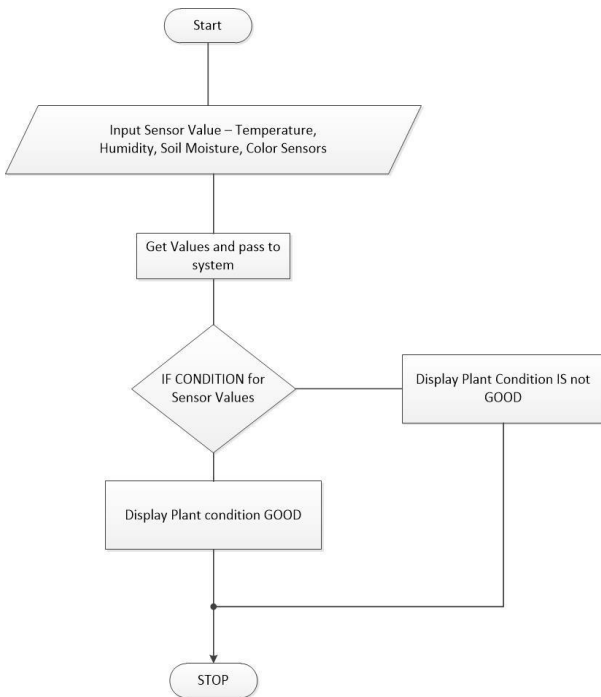 Start
Input Sensor Value – Temperature,
Humidity, Soil Moisture, Color Sensors
Get Values and pass to
system
IF CONDITION for
Sensor Values
Display Plant Condition IS not
GOOD
Display Plant condition GOOD
STOP